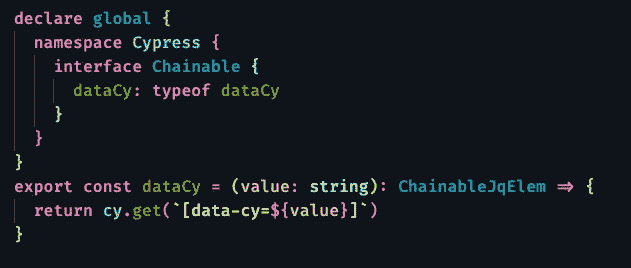 declare global {
namespace Cypress {
interface Chainable {
dataCy: typeof dataCy
}
}
}
export const dataCy = (value: string): ChainableJqElem => {
return cy.get(`[data-cy=${value}]`)
}